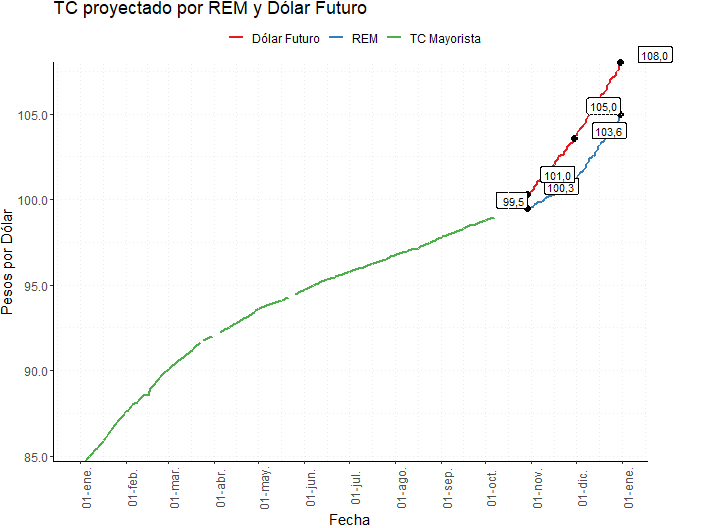 TC proyectado por REM y Dólar Futuro
Dólar Futuro REM TC Mayorista
108,0
105,0
103,6
101,0
100,3
99,5
105.0
100.0
95.0
90.0
85.0
Pesos por Dólar
01-ene. 01-feb. 01-mar. 01-abr. 01-may. 01-jun. 01-jul. 01-ago. 01-sep. 01-oct. 01-nov. 01-dic. 01-ene.
Fecha